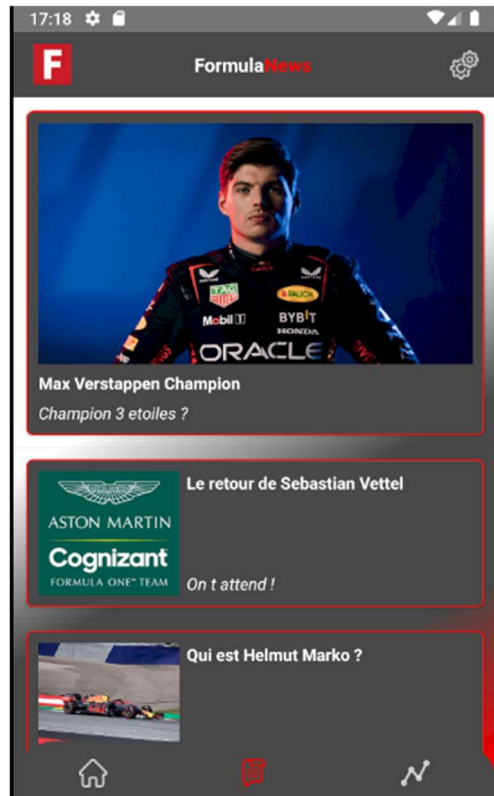 17:18
F
FormulaNews
TAG
RAUCH
Mobil 1
BYBIT
HONDA
ORACLE
Max Verstappen Champion
Champion 3 etoiles ?
ASTON MARTIN
Cognizant
FORMULA ONE™ TEAM
Le retour de Sebastian Vettel
On t attend !
Qui est Helmut Marko ?